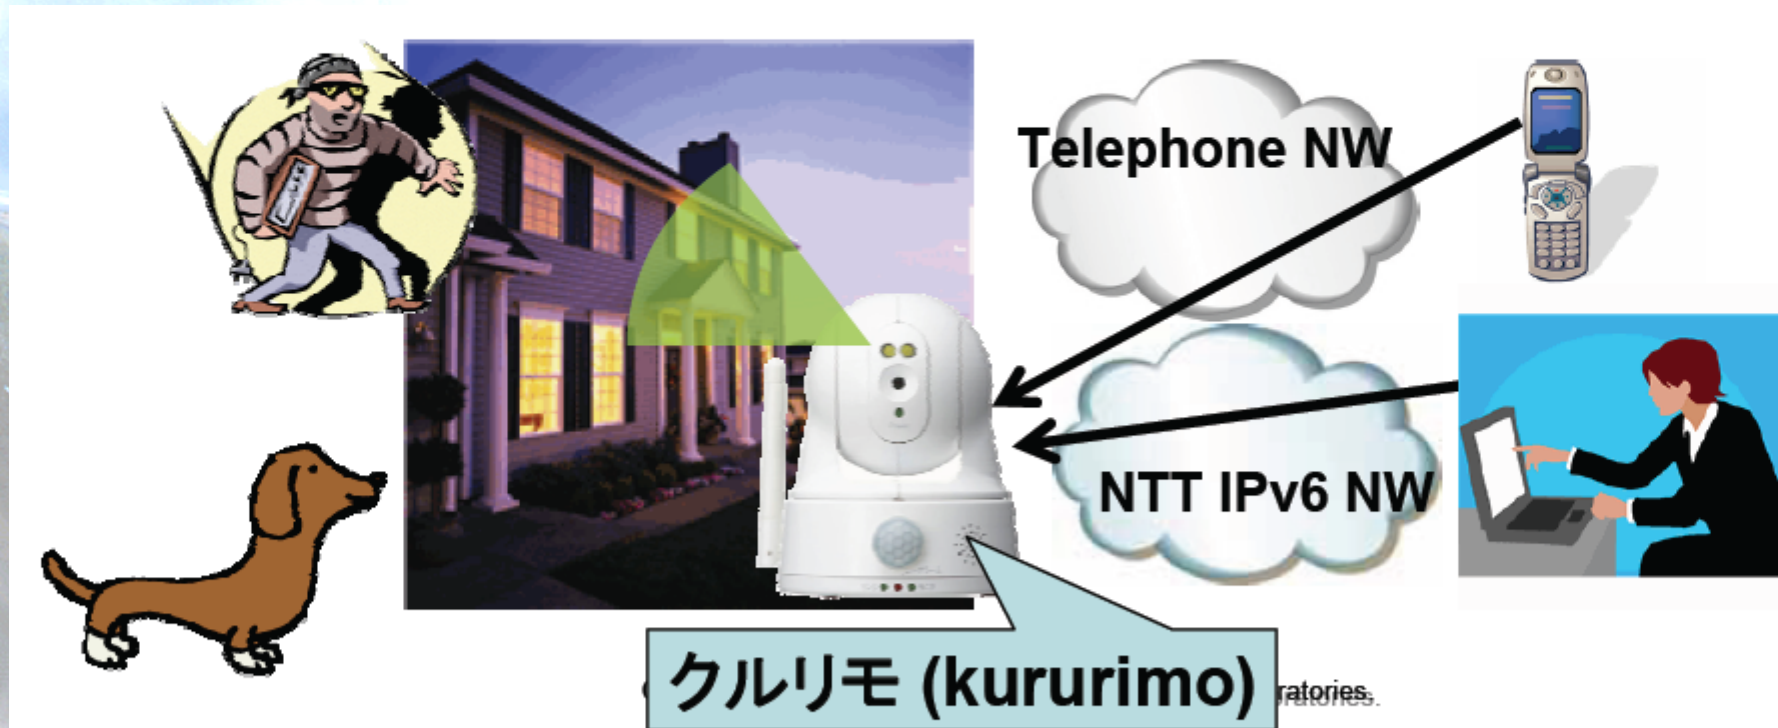 Telephone NW
NTT IPv6 NW
クルリモ (kururimo)
ratories.